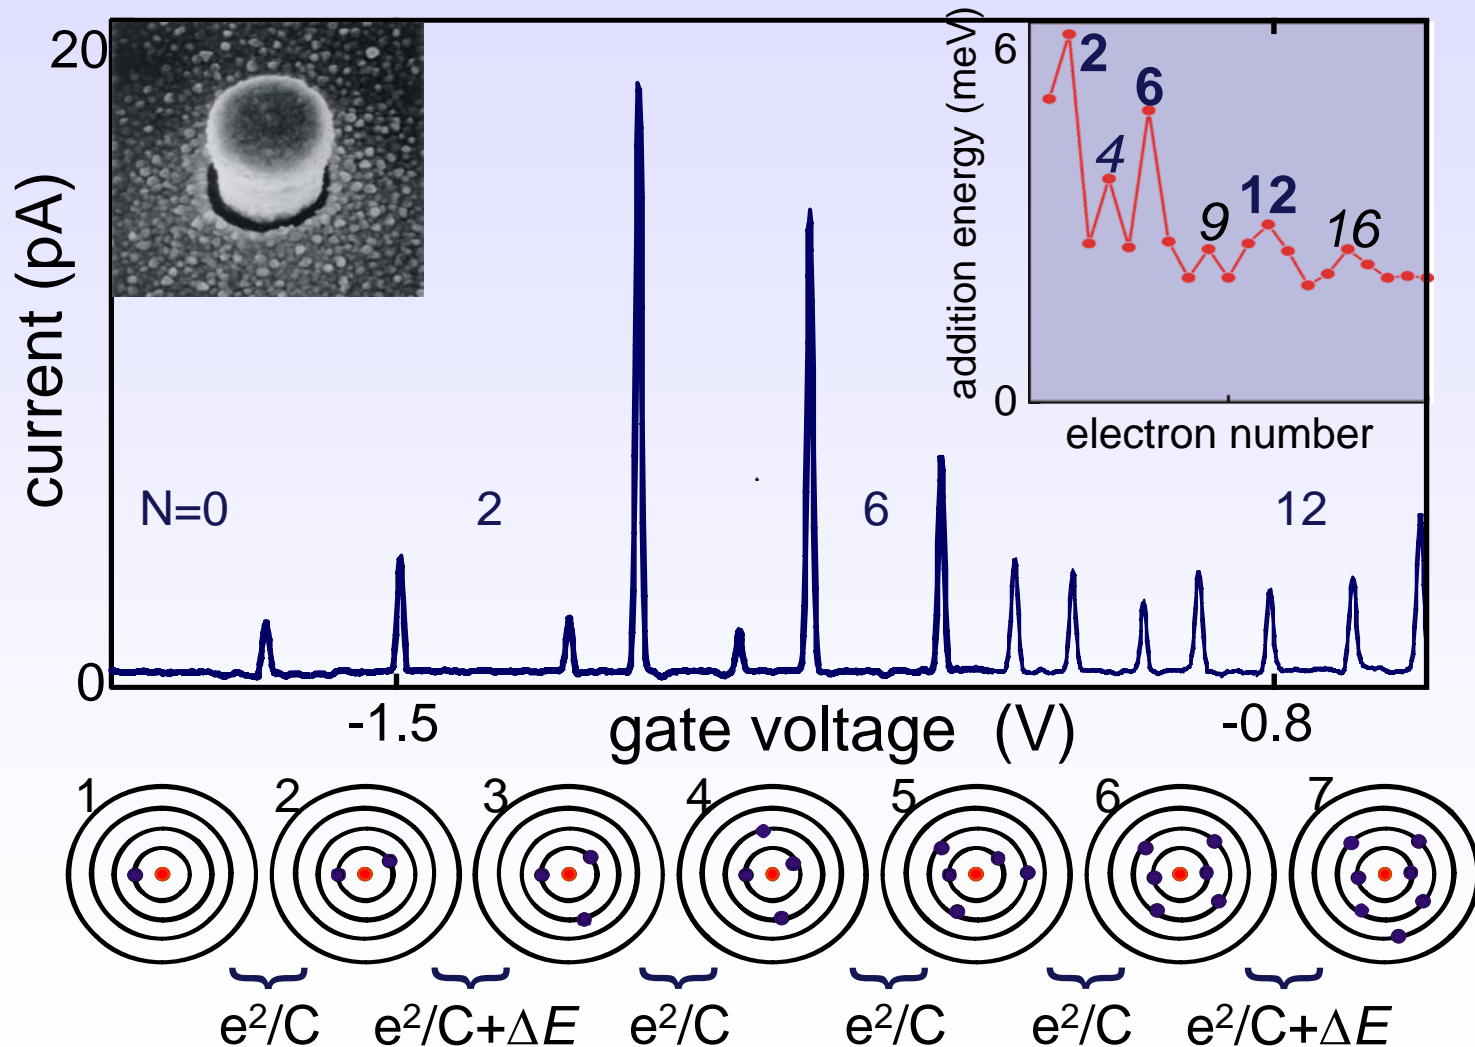 20
current (pA)
0
N=0
2
6
12
-1.5
gate voltage (V)
-0.8
addition energy (meV)
6
0
2
4
6
9
12
16
electron number
1
2
3
4
5
6
7
e²/C
e²/C+ΔE
e²/C
e²/C
e²/C
e²/C+ΔE